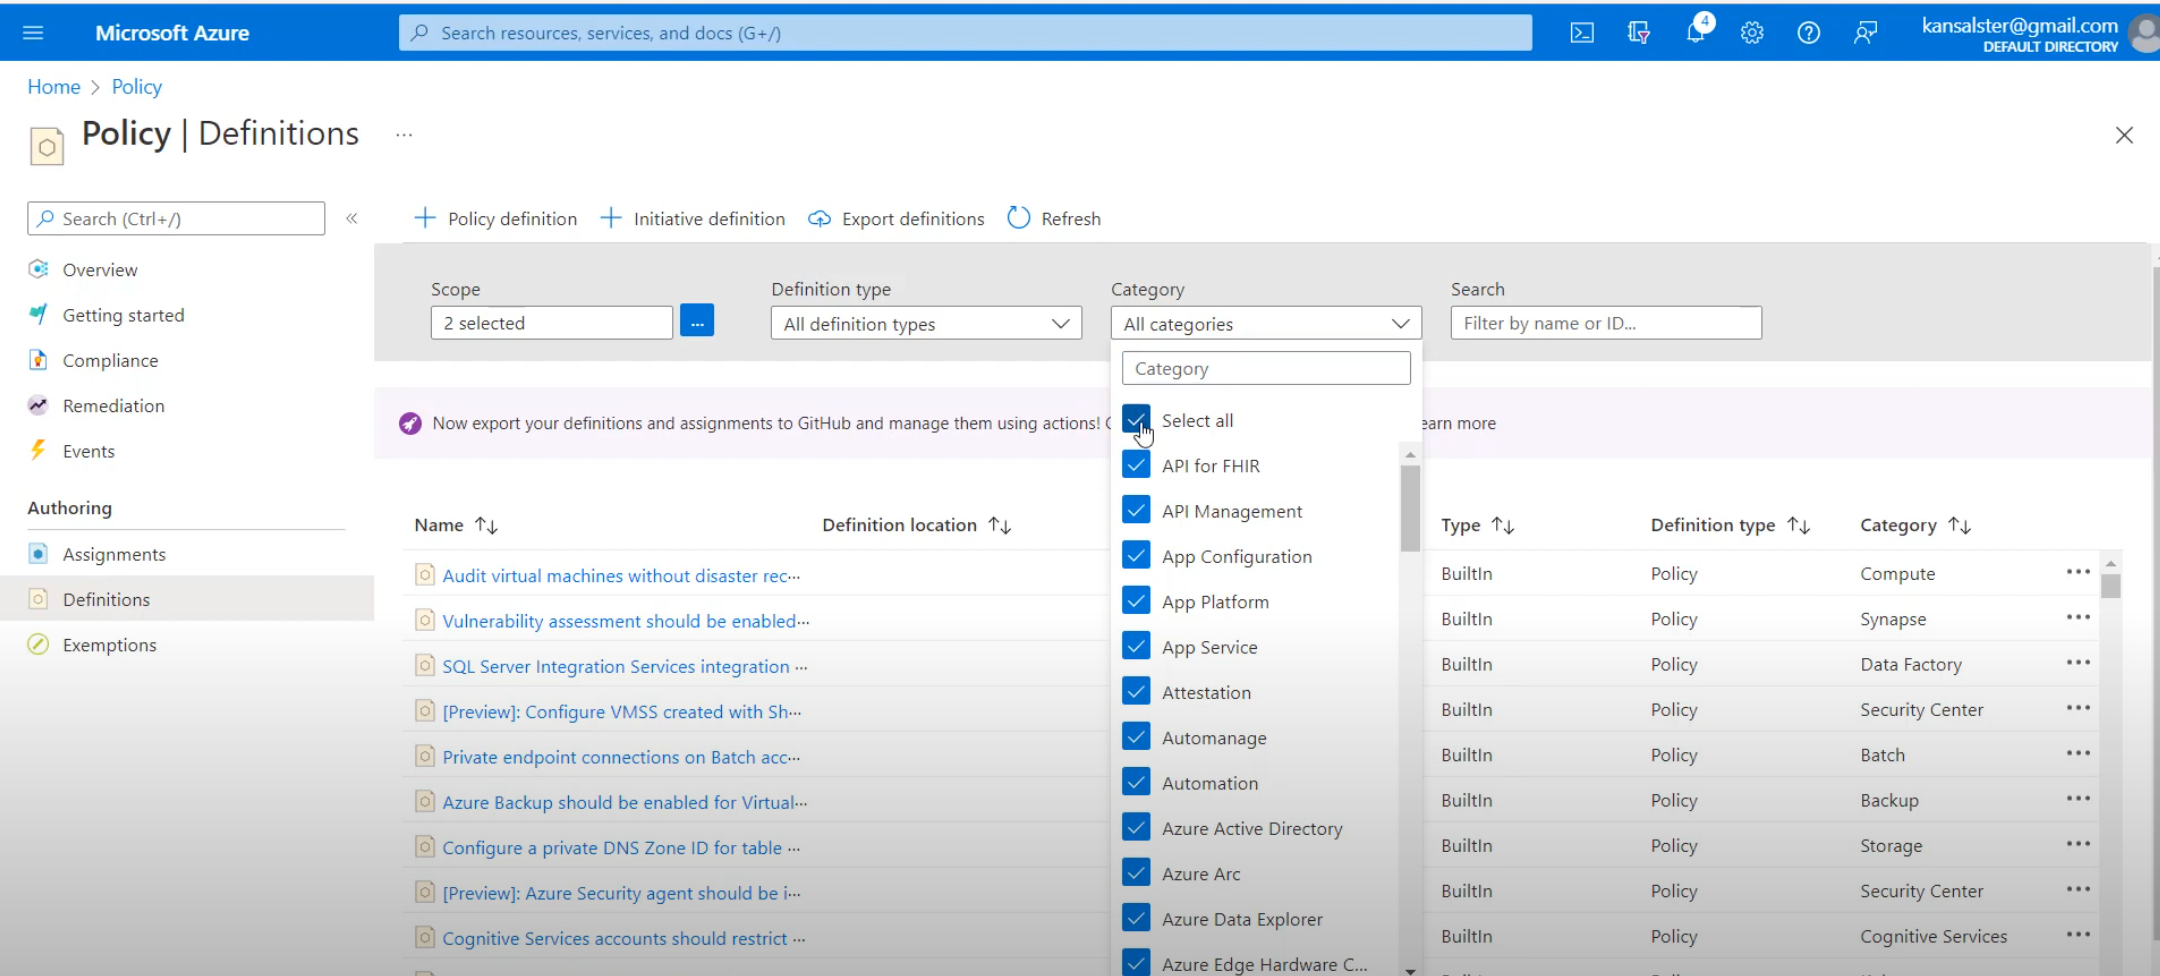 Microsoft Azure
Search resources, services, and docs (G+/)
4
kansalster@gmail.com
DEFAULT DIRECTORY
Home > Policy
Policy | Definitions ...
Search (Ctrl+/)
Overview
Getting started
Compliance
Remediation
Events
Authoring
Assignments
Definitions
Exemptions
+ Policy definition + Initiative definition Export definitions Refresh
Scope
2 selected
...
Definition type
All definition types
Category
All categories
Search
Filter by name or ID...
Category
Select all
API for FHIR
API Management
App Configuration
App Platform
App Service
Attestation
Automanage
Automation
Azure Active Directory
Azure Arc
Azure Data Explorer
Azure Edge Hardware C...
Now export your definitions and assignments to GitHub and manage them using actions!
earn more
Name Definition location Type Definition type Category
Audit virtual machines without disaster rec... BuiltIn Policy Compute ...
Vulnerability assessment should be enabled... BuiltIn Policy Synapse ...
SQL Server Integration Services integration ... BuiltIn Policy Data Factory ...
[Preview]: Configure VMSS created with Sh... BuiltIn Policy Security Center ...
Private endpoint connections on Batch acc... BuiltIn Policy Batch ...
Azure Backup should be enabled for Virtual... BuiltIn Policy Backup ...
Configure a private DNS Zone ID for table ... BuiltIn Policy Storage ...
[Preview]: Azure Security agent should be i... BuiltIn Policy Security Center ...
Cognitive Services accounts should restrict ... BuiltIn Policy Cognitive Services ...